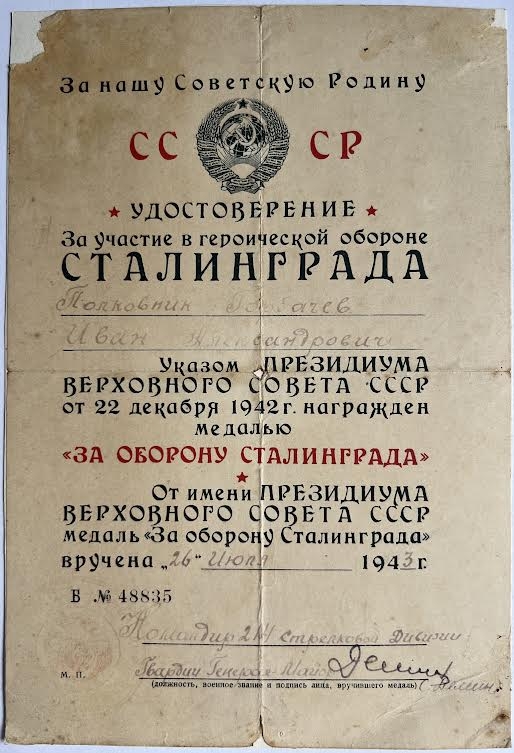 За нашу Советскую Родину
СС СР
УДОСТОВЕРЕНИЕ
За участие в героической обороне
СТАЛИНГРАДА
Полковник
Иван Александрович
Указом ПРЕЗИДИУМА
ВЕРХОВНОГО СОВЕТА СССР
от 22 декабря 1942 г. награжден
медалью
«ЗА ОБОРОНУ СТАЛИНГРАДА»
От имени ПРЕЗИДИУМА
ВЕРХОВНОГО СОВЕТА СССР
медаль «За оборону Сталинграда»
вручена „26" Июля 1943 г.
Б № 48835
Командир 214 стрелковой Дивизии
Гвардии Генерал-Майор
М. П.
(должность, военное звание и подпись лица, вручившего медаль)